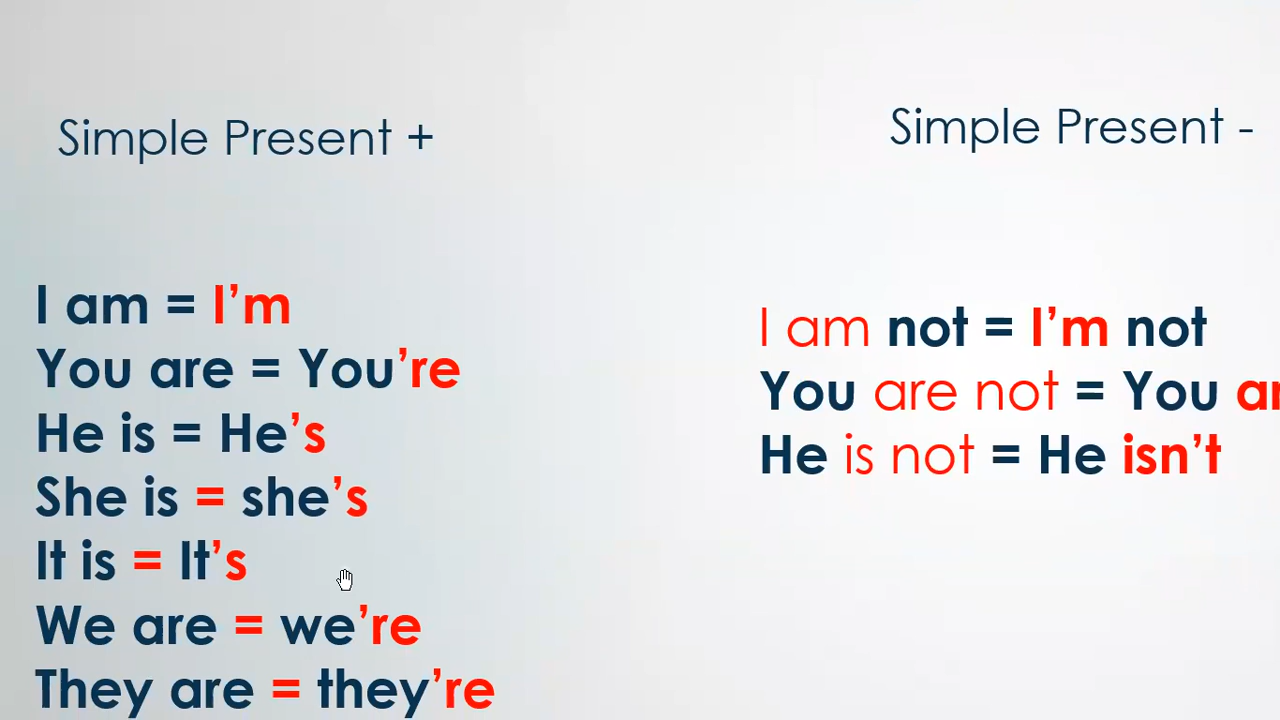 Simple Present +
I am = I’m
You are = You’re
He is = He’s
She is = she’s
It is = It’s
We are = we’re
They are = they’re
Simple Present -
I am not = I’m not
You are not = You
He is not = He isn’t